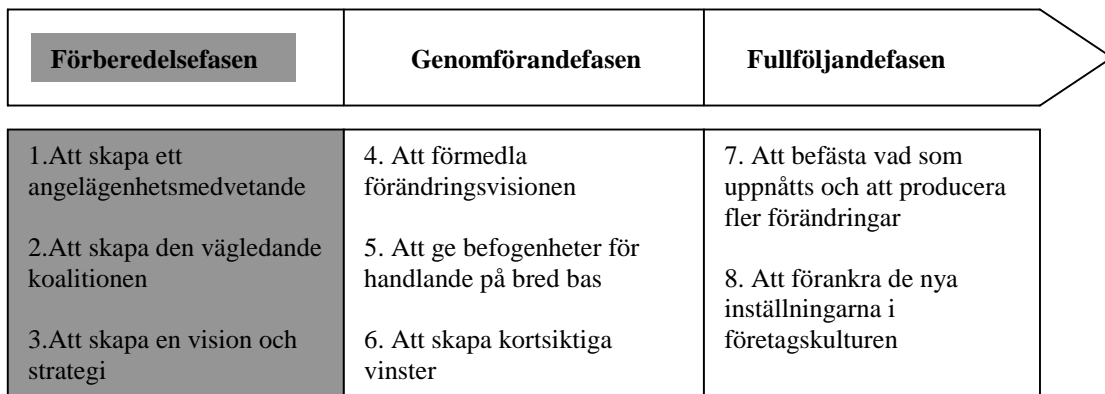 Förberedelsefasen
Genomförandefasen
Fullföljandefasen
1.Att skapa ett
angelägenhetsmedvetande
2.Att skapa den vägledande
koalitionen
3.Att skapa en vision och
strategi
4. Att förmedla
förändringsvisionen
5. Att ge befogenheter för
handlande på bred bas
6. Att skapa kortsiktiga
vinster
7. Att befästa vad som
uppnåtts och att producera
fler förändringar
8. Att förankra de nya
inställningarna i
företagskulturen